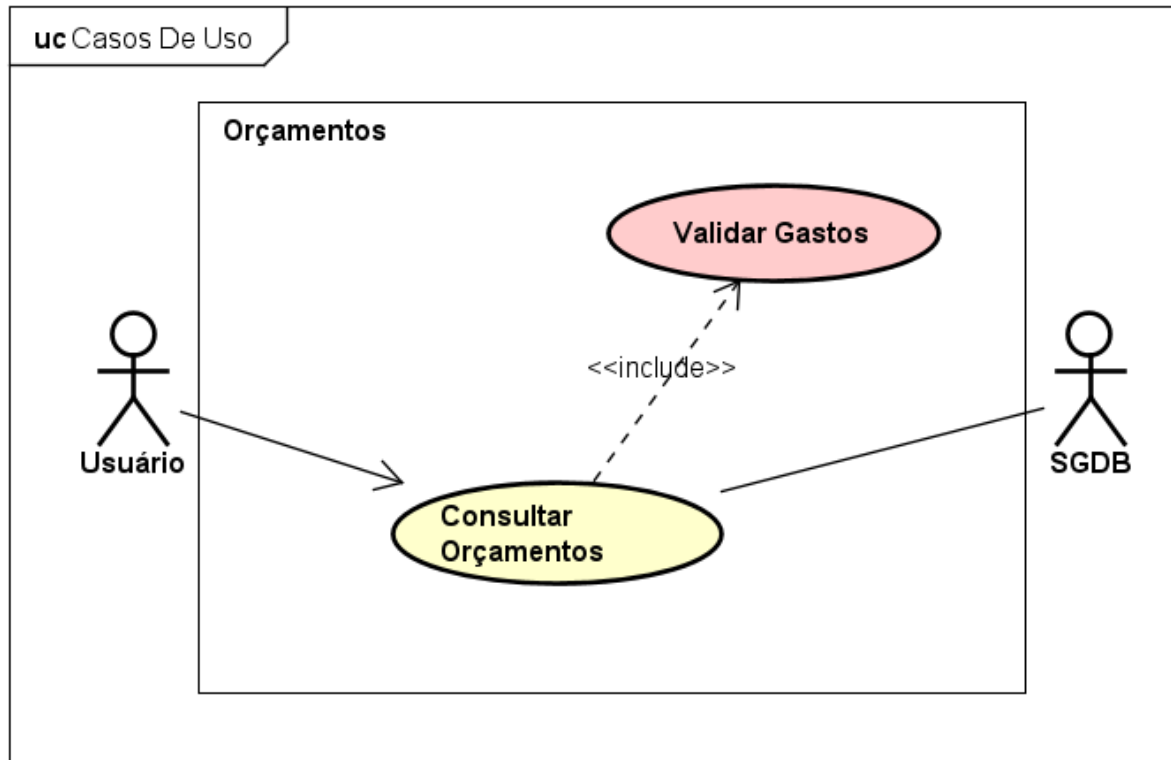 uc Casos De Uso
Orçamentos
Validar Gastos
<<include>>
Usuário
SGDB
Consultar
Orçamentos